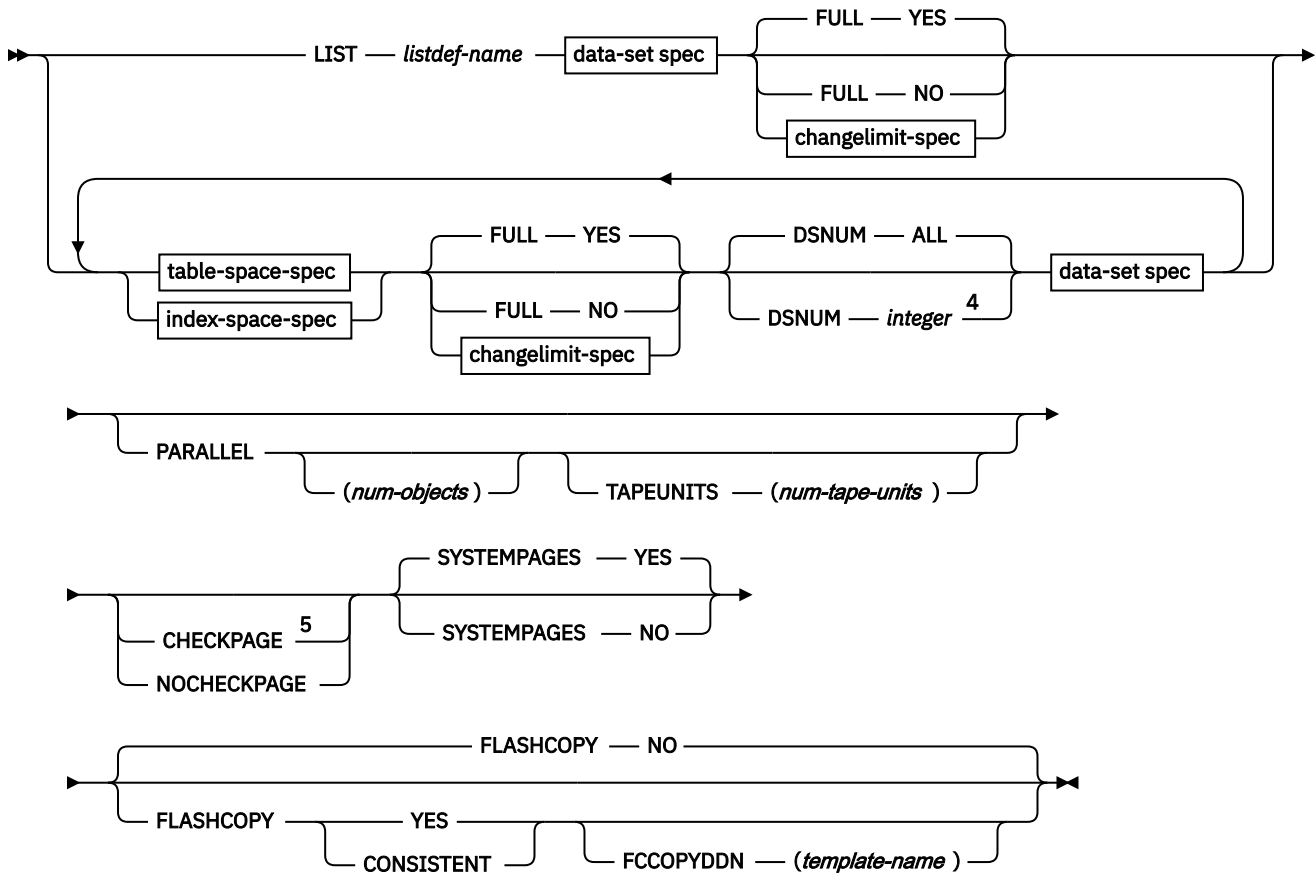 FULL YES
LIST listdef-name data-set spec
FULL NO
changelimit-spec
FULL YES DSNUM ALL
table-space-spec data-set spec
FULL NO DSNUM integer 4
index-space-spec
changelimit-spec
PARALLEL
(num-objects) TAPEUNITS (num-tape-units)
SYSTEMPAGES YES
CHECKPAGE 5
SYSTEMPAGES NO
NOCHECKPAGE
FLASHCOPY NO
FLASHCOPY YES
CONSISTENT FCCOPYDDN (template-name)